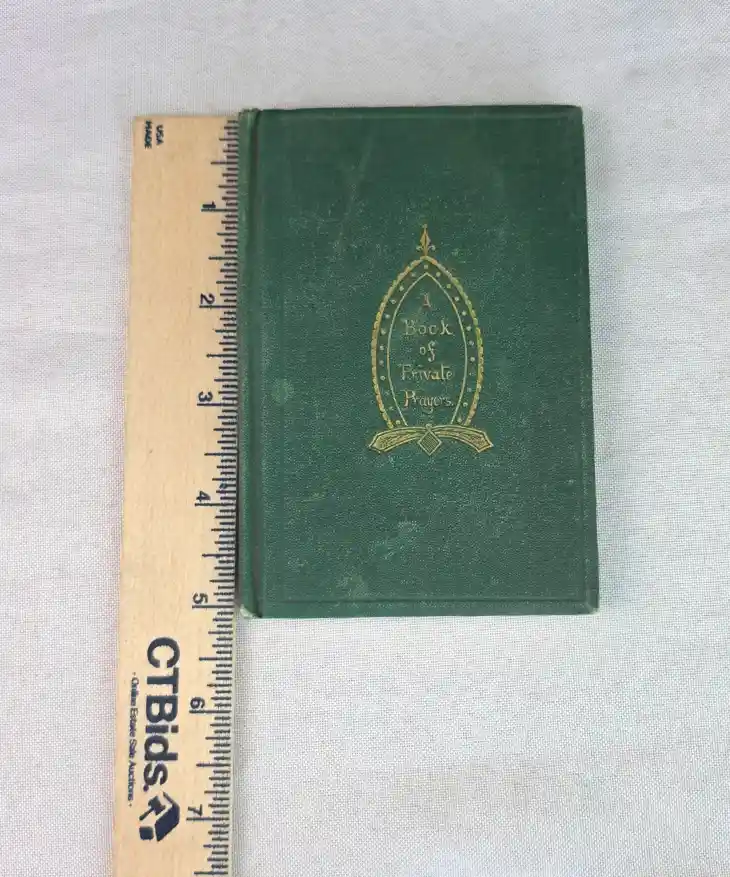 USA
MADE
1
2
3
4
5
6
7
CTBids.
· Online Estate Sale Auctions ·
A
Book
of
Private
Prayers.